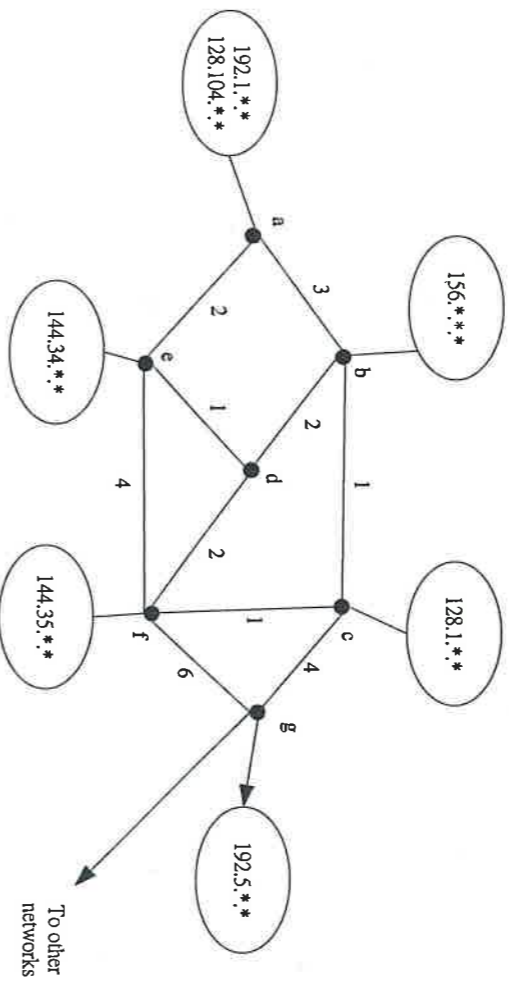 156.*.*.*
128.1.*.*
b
1
c
3
2
4
g
a
d
1
192.1.*.*
128.104.*.*
192.5.*.*
2
1
2
6
e
f
4
144.34.*.*
144.35.*.*
To other
networks